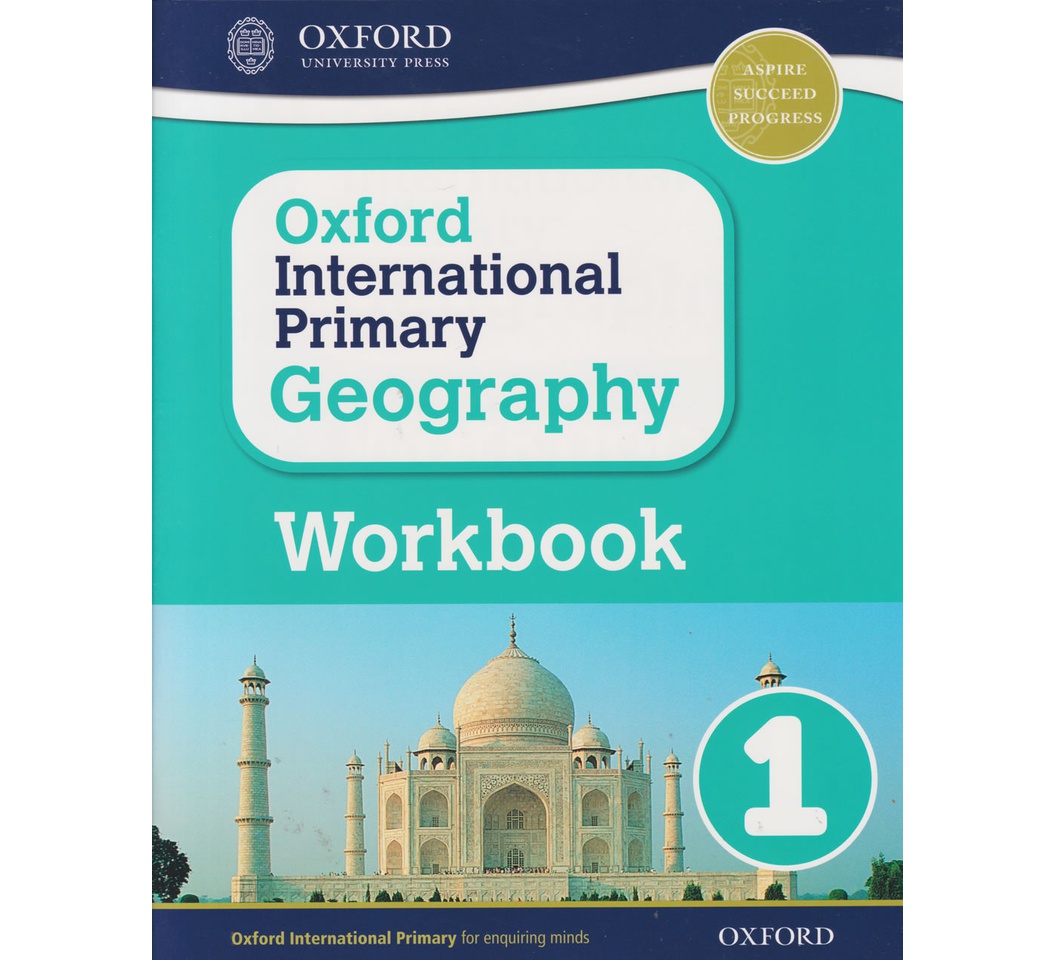 OXFORD
UNIVERSITY PRESS
ASPIRE
SUCCEED
PROGRESS
Oxford
International
Primary
Geography
Workbook
1
Oxford International Primary for enquiring minds
OXFORD